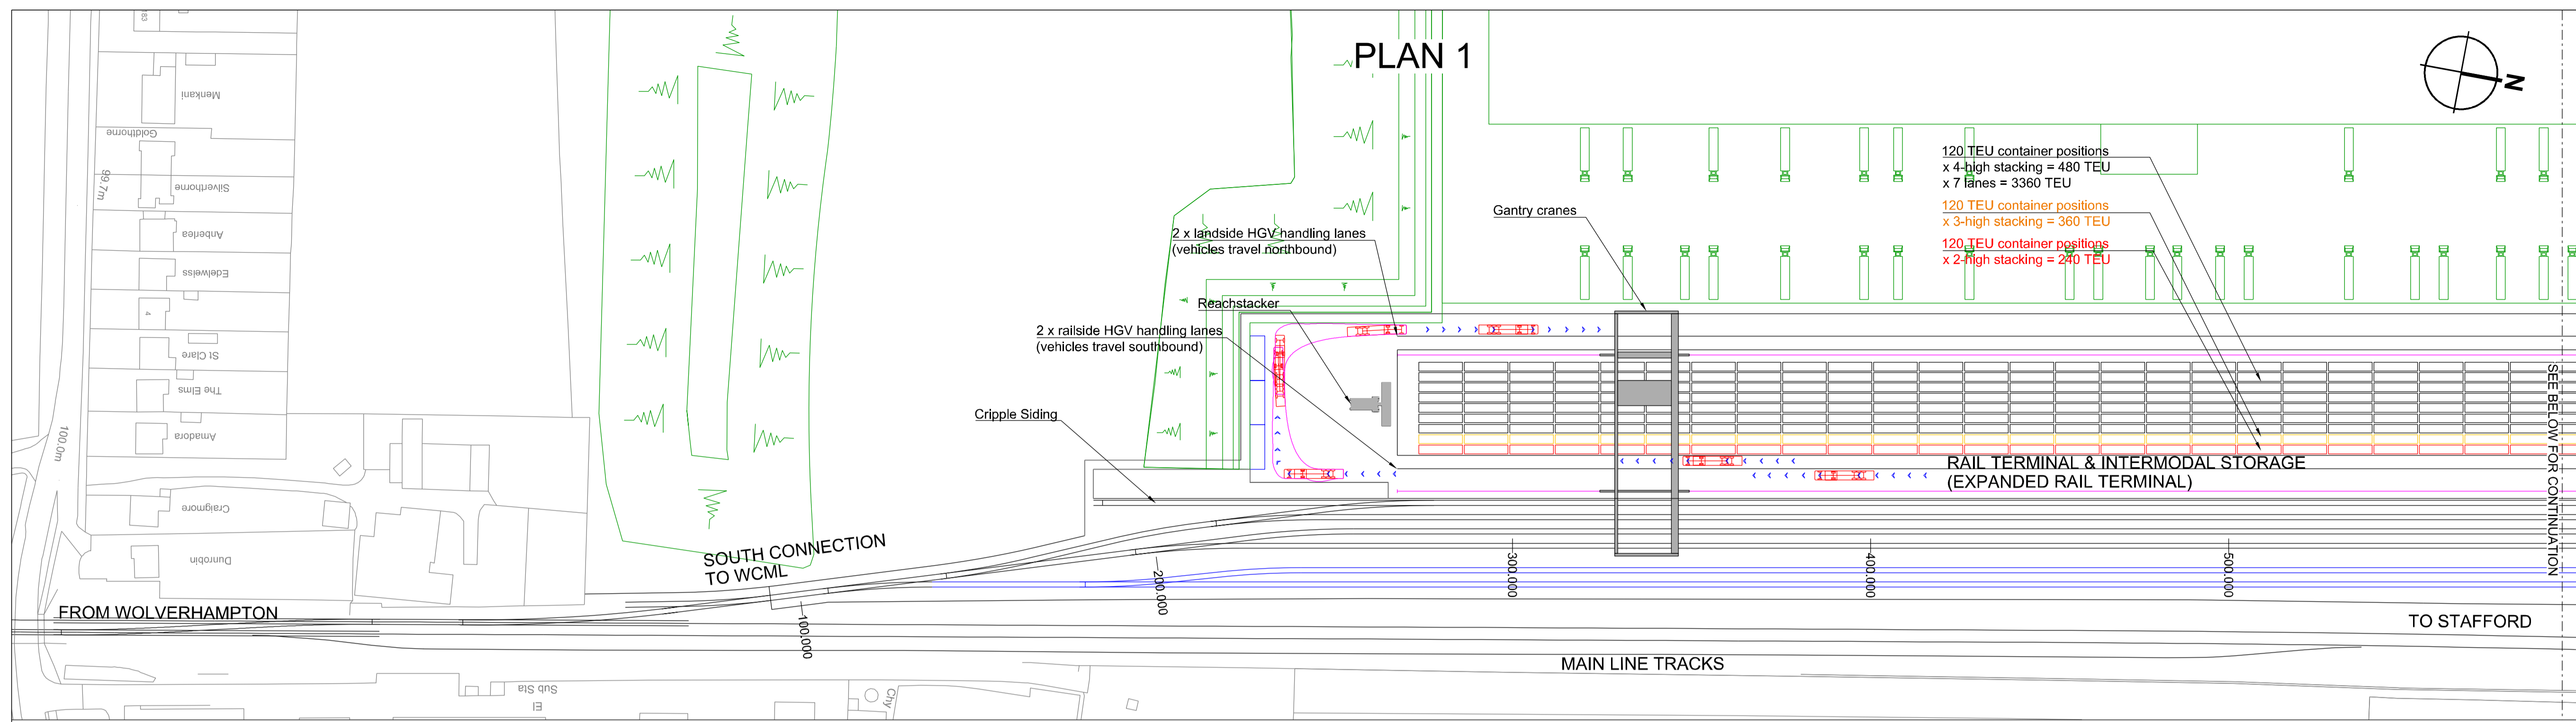 PLAN 1
N
183
Menkani
Goldthorne
99.7m
Silverthorne
Anberlea
Edelweiss
4
St Clare
The Elms
Amadora
100.0m
Craigmore
Dunrobin
120 TEU container positions
x 4-high stacking = 480 TEU
x 7 lanes = 3360 TEU
120 TEU container positions
x 3-high stacking = 360 TEU
120 TEU container positions
x 2-high stacking = 240 TEU
Gantry cranes
2 x landside HGV handling lanes
(vehicles travel northbound)
Reachstacker
2 x railside HGV handling lanes
(vehicles travel southbound)
Cripple Siding
RAIL TERMINAL & INTERMODAL STORAGE
(EXPANDED RAIL TERMINAL)
SEE BELOW FOR CONTINUATION
SOUTH CONNECTION
TO WCML
100.000
200.000
300.000
400.000
500.000
FROM WOLVERHAMPTON
TO STAFFORD
MAIN LINE TRACKS
El
Sub Sta
Chy